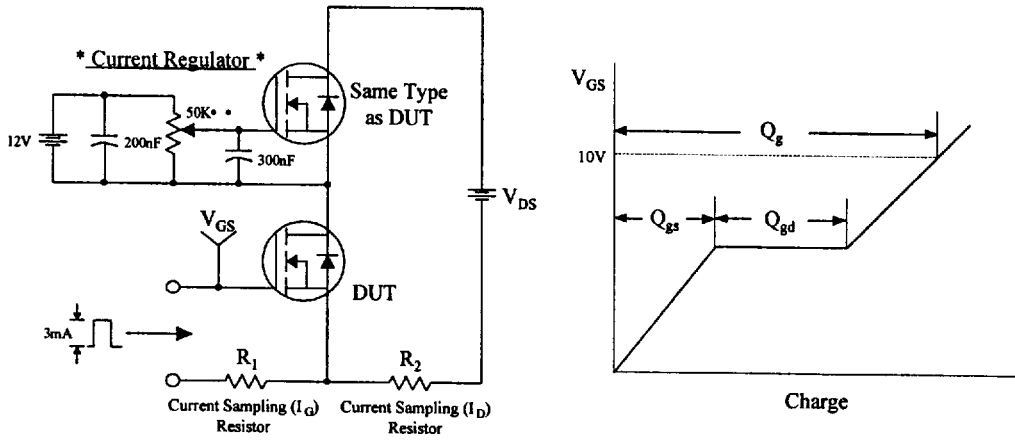 * Current Regulator *
50K••
12V
200nF
300nF
Same Type
as DUT
V_DS
V_GS
DUT
3mA
R_1
R_2
Current Sampling (I_G)
Resistor
Current Sampling (I_D)
Resistor
V_GS
10V
Q_g
Q_gs
Q_gd
Charge